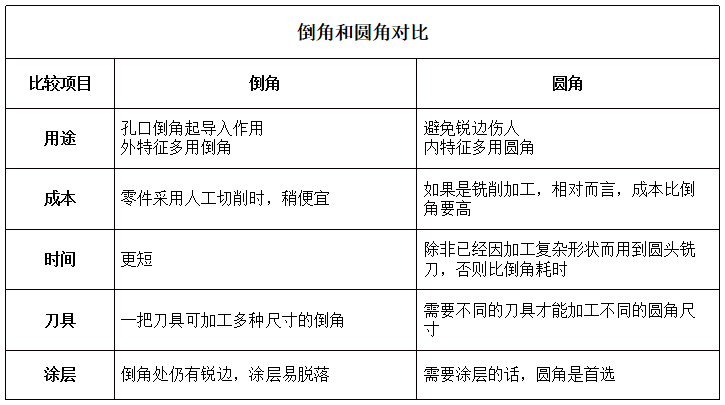 倒角和圆角对比
比较项目
倒角
圆角
用途
孔口倒角起导入作用
外特征多用倒角
避免锐边伤人
内特征多用圆角
成本
零件采用人工切削时，稍便宜
如果是铣削加工，相对而言，成本比倒
角要高
时间
更短
除非已经因加工复杂形状而用到圆头铣
刀，否则比倒角耗时
刀具
一把刀具可加工多种尺寸的倒角
需要不同的刀具才能加工不同的圆角尺
寸
涂层
倒角处仍有锐边，涂层易脱落
需要涂层的话，圆角是首选